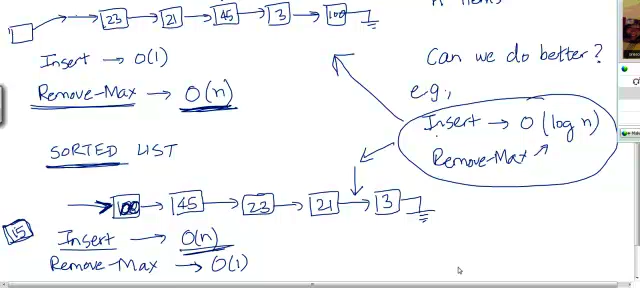 n items
23 21 45 3 100
Insert → O(1)
Remove-Max → O(n)
Can we do better?
e.g.,
Insert → O(log n)
Remove-Max ↗
SORTED LIST
100 45 23 21 3
15
Insert → O(n)
Remove-Max → O(1)